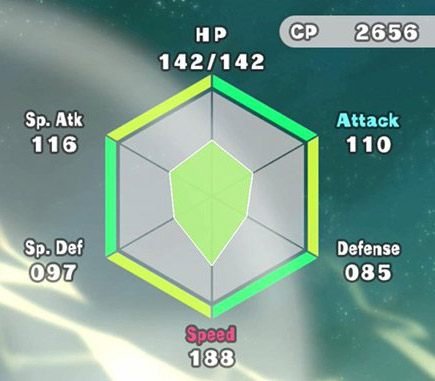 CP 2656
HP
142/142
Sp. Atk
116
Attack
110
Sp. Def
097
Defense
085
Speed
188